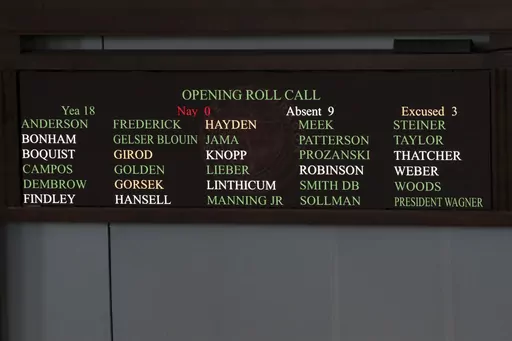 OPENING ROLL CALL
Yea 18 Nay 0 Absent 9 Excused 3
ANDERSON FREDERICK HAYDEN MEEK STEINER
BONHAM GELSER BLOUIN JAMA PATTERSON TAYLOR
BOQUIST GIROD KNOPP PROZANSKI THATCHER
CAMPOS GOLDEN LIEBER ROBINSON WEBER
DEMBROW GORSEK LINTHICUM SMITH DB WOODS
FINDLEY HANSELL MANNING JR SOLLMAN PRESIDENT WAGNER